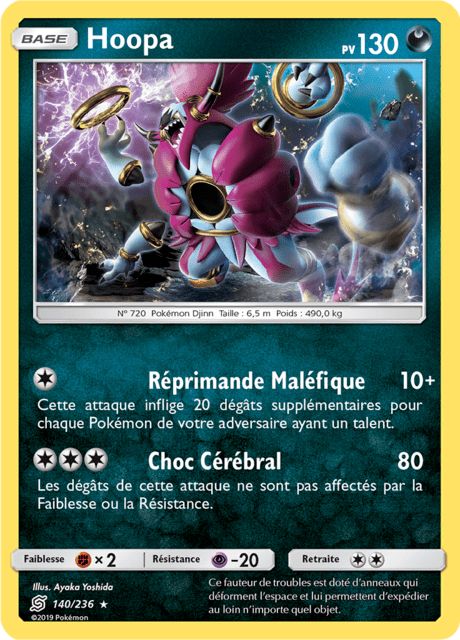 BASE Hoopa PV 130
N° 720 Pokémon Djinn Taille : 6,5 m Poids : 490,0 kg
Réprimande Maléfique 10+
Cette attaque inflige 20 dégâts supplémentaires pour
chaque Pokémon de votre adversaire ayant un talent.
Choc Cérébral 80
Les dégâts de cette attaque ne sont pas affectés par la
Faiblesse ou la Résistance.
Faiblesse ×2 Résistance -20 Retraite
Illus. Ayaka Yoshida
140/236 ★
©2019 Pokémon
Ce fauteur de troubles est doté d'anneaux qui
déforment l'espace et lui permettent d'expédier
au loin n'importe quel objet.